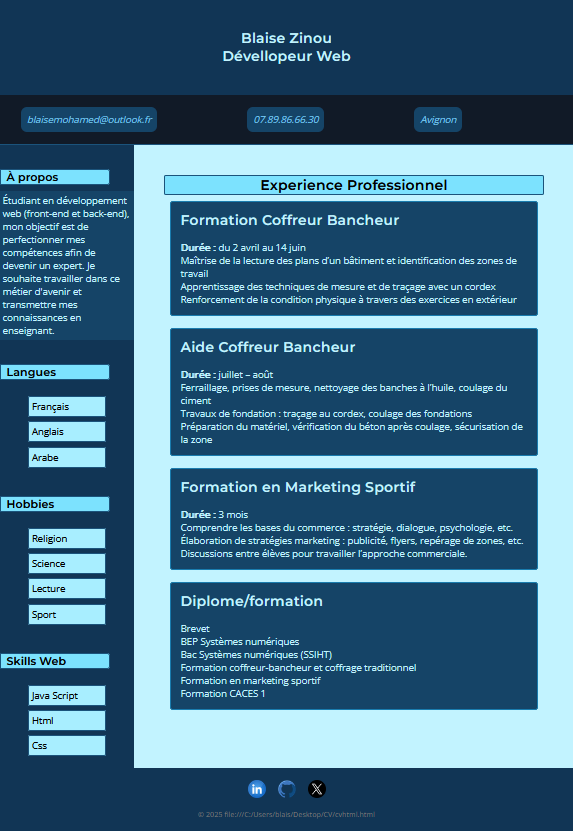 Blaise Zinou
Dévellopeur Web
blaisemohamed@outlook.fr
07.89.86.66.30
Avignon
À propos
Étudiant en développement
web (front-end et back-end),
mon objectif est de
perfectionner mes
compétences afin de
devenir un expert. Je
souhaite travailler dans ce
métier d'avenir et
transmettre mes
connaissances en
enseignant.
Langues
Français
Anglais
Arabe
Hobbies
Religion
Science
Lecture
Sport
Skills Web
Java Script
Html
Css
Experience Professionnel
Formation Coffreur Bancheur
Durée : du 2 avril au 14 juin
Maîtrise de la lecture des plans d'un bâtiment et identification des zones de
travail
Apprentissage des techniques de mesure et de traçage avec un cordex
Renforcement de la condition physique à travers des exercices en extérieur
Aide Coffreur Bancheur
Durée : juillet – août
Ferraillage, prises de mesure, nettoyage des banches à l'huile, coulage du
ciment
Travaux de fondation : traçage au cordex, coulage des fondations
Préparation du matériel, vérification du béton après coulage, sécurisation de
la zone
Formation en Marketing Sportif
Durée : 3 mois
Comprendre les bases du commerce : stratégie, dialogue, psychologie, etc.
Élaboration de stratégies marketing : publicité, flyers, repérage de zones, etc.
Discussions entre élèves pour travailler l'approche commerciale.
Diplome/formation
Brevet
BEP Systèmes numériques
Bac Systèmes numériques (SSIHT)
Formation coffreur-bancheur et coffrage traditionnel
Formation en marketing sportif
Formation CACES 1
in
X
© 2025 file:///C:/Users/blais/Desktop/CV/cvhtml.html